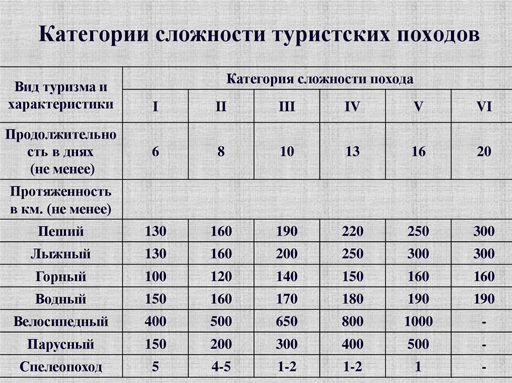 Категории сложности туристских походов
Вид туризма и характеристики Категория сложности похода
I II III IV V VI
Продолжительно
сть в днях
(не менее) 6 8 10 13 16 20
Протяженность
в км. (не менее)
Пеший 130 160 190 220 250 300
Лыжный 130 160 200 250 300 300
Горный 100 120 140 150 160 160
Водный 150 160 170 180 190 190
Велосипедный 400 500 650 800 1000 -
Парусный 150 200 300 400 500 -
Спелеопоход 5 4-5 1-2 1-2 1 -